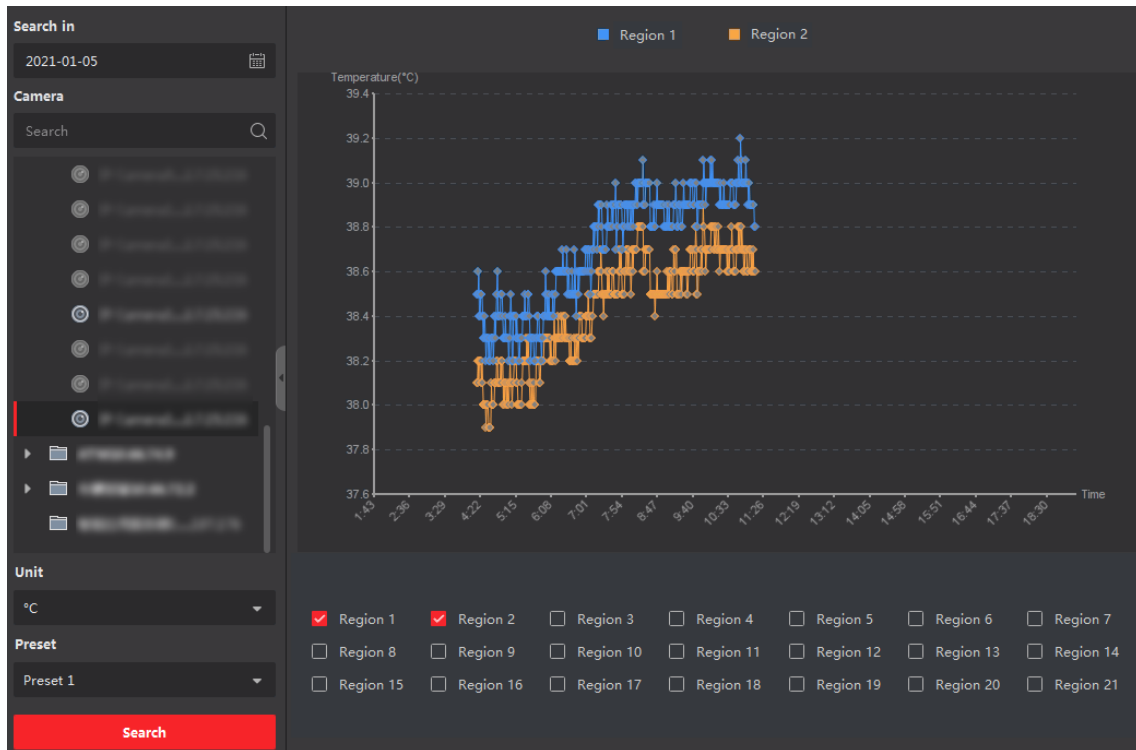 Search in
2021-01-05
Camera
Search
Unit
°C
Preset
Preset 1
Search
Region 1 Region 2
Temperature(°C)
39.4
39.2
39.0
38.8
38.6
38.4
38.2
38.0
37.8
37.6
Time
1:43 2:36 3:29 4:22 5:15 6:08 7:01 7:54 8:47 9:40 10:33 11:26 12:19 13:12 14:05 14:58 15:51 16:44 17:37 18:30
Region 1 Region 2 Region 3 Region 4 Region 5 Region 6 Region 7
Region 8 Region 9 Region 10 Region 11 Region 12 Region 13 Region 14
Region 15 Region 16 Region 17 Region 18 Region 19 Region 20 Region 21